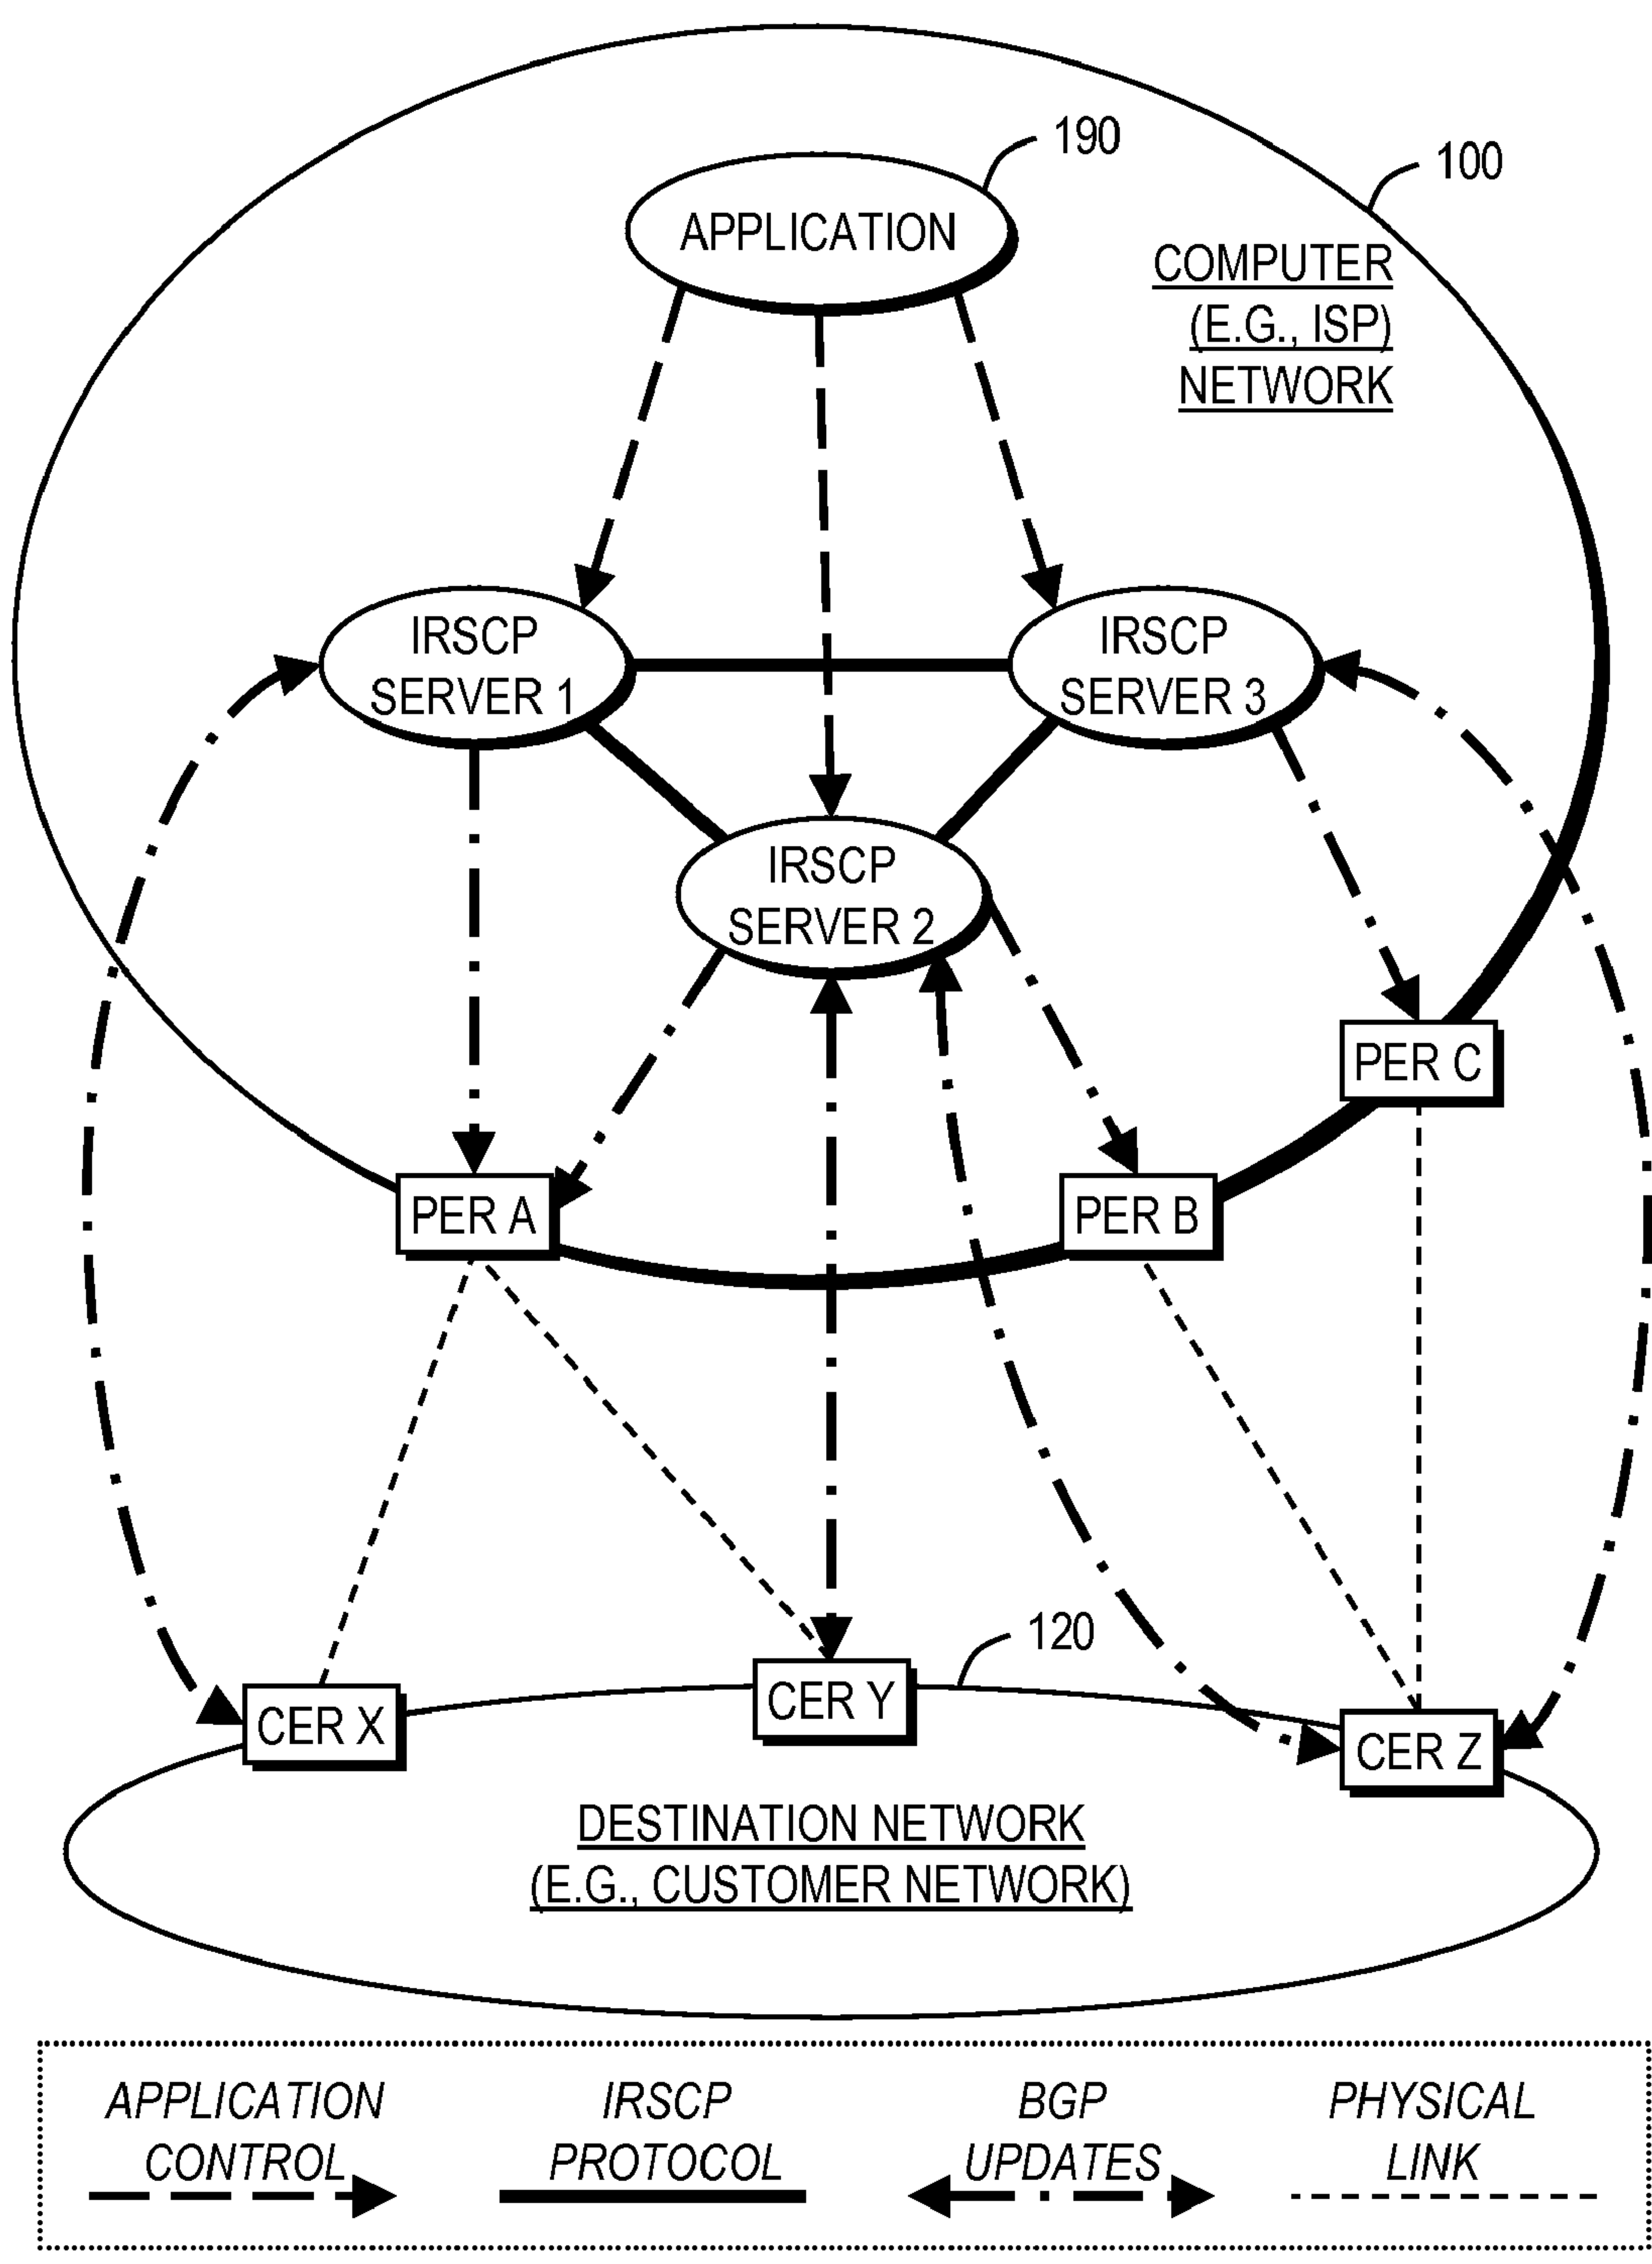 190
100
APPLICATION
COMPUTER
(E.G., ISP)
NETWORK
IRSCP
SERVER 1
IRSCP
SERVER 3
IRSCP
SERVER 2
PER C
PER A
PER B
120
CER X
CER Y
CER Z
DESTINATION NETWORK
(E.G., CUSTOMER NETWORK)
APPLICATION
CONTROL
IRSCP
PROTOCOL
BGP
UPDATES
PHYSICAL
LINK